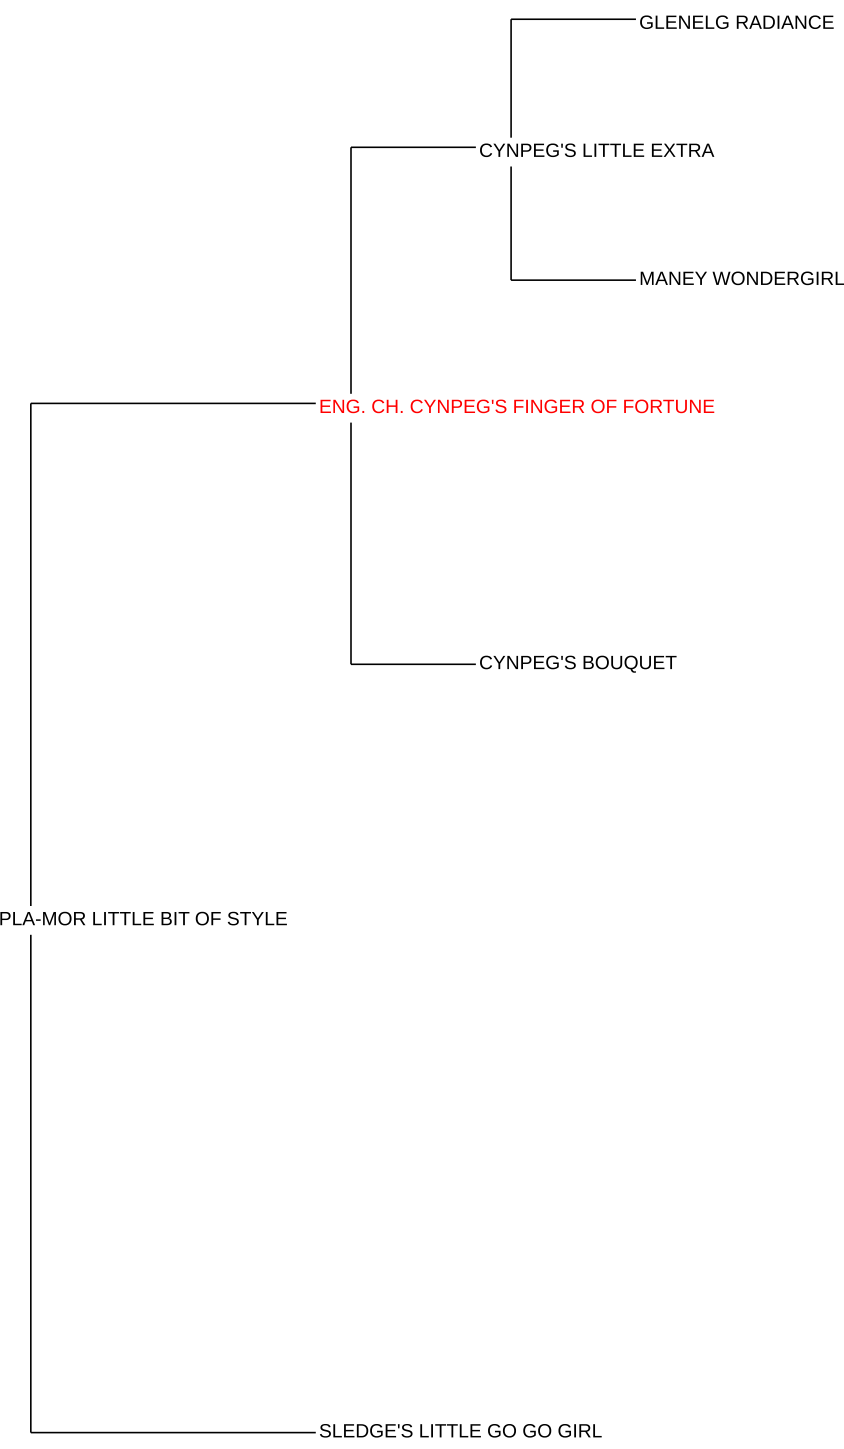 GLENELG RADIANCE
CYNPEG'S LITTLE EXTRA
MANEY WONDERGIRL
ENG. CH. CYNPEG'S FINGER OF FORTUNE
CYNPEG'S BOUQUET
PLA-MOR LITTLE BIT OF STYLE
SLEDGE'S LITTLE GO GO GIRL